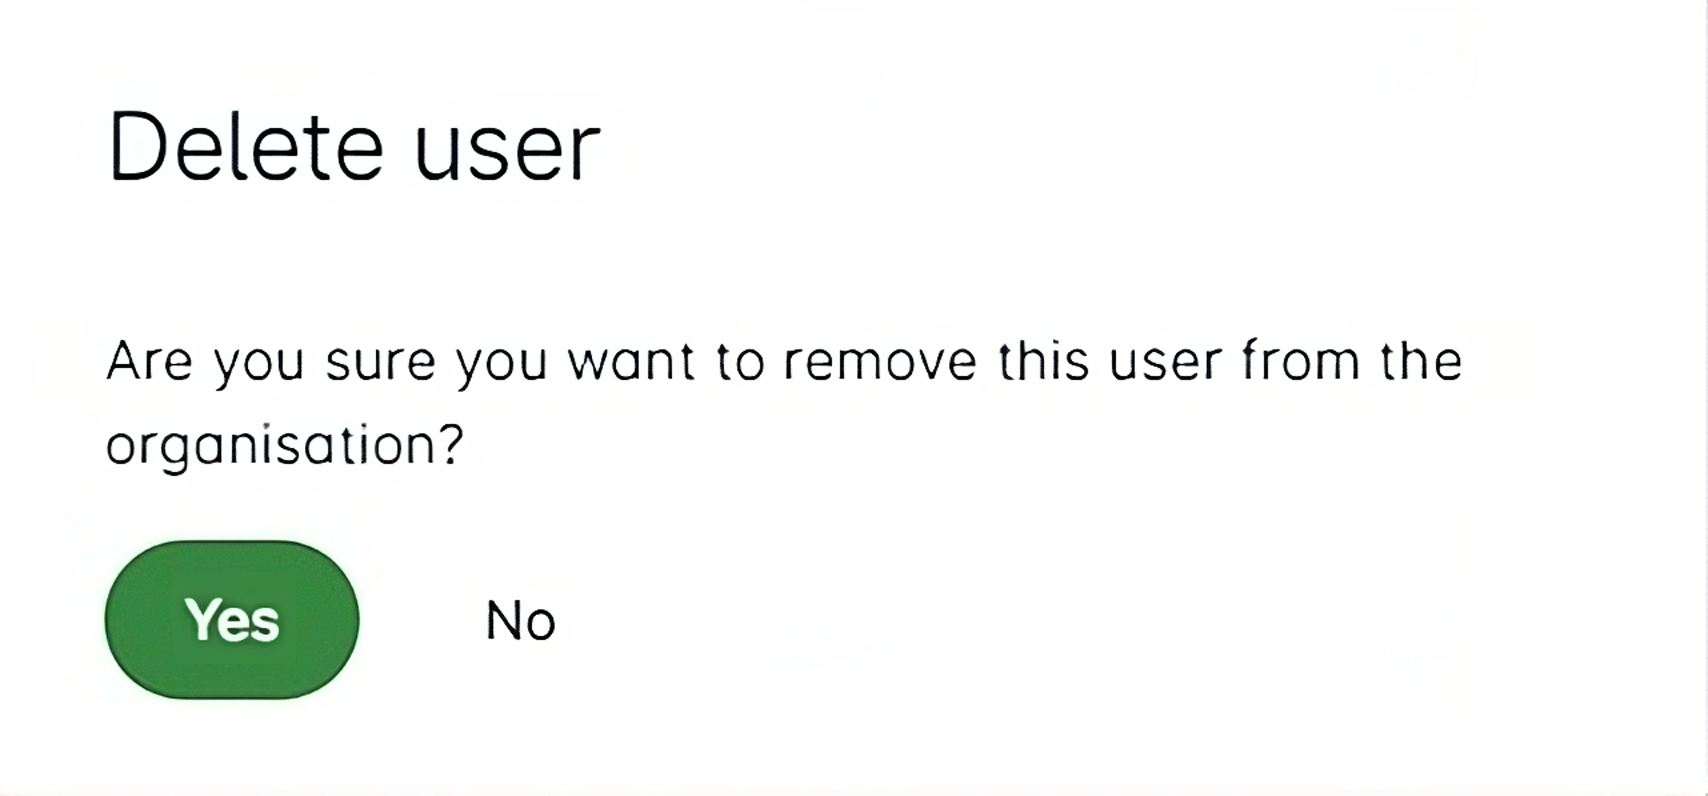 Delete user
Are you sure you want to remove this user from the
organisation?
Yes
No